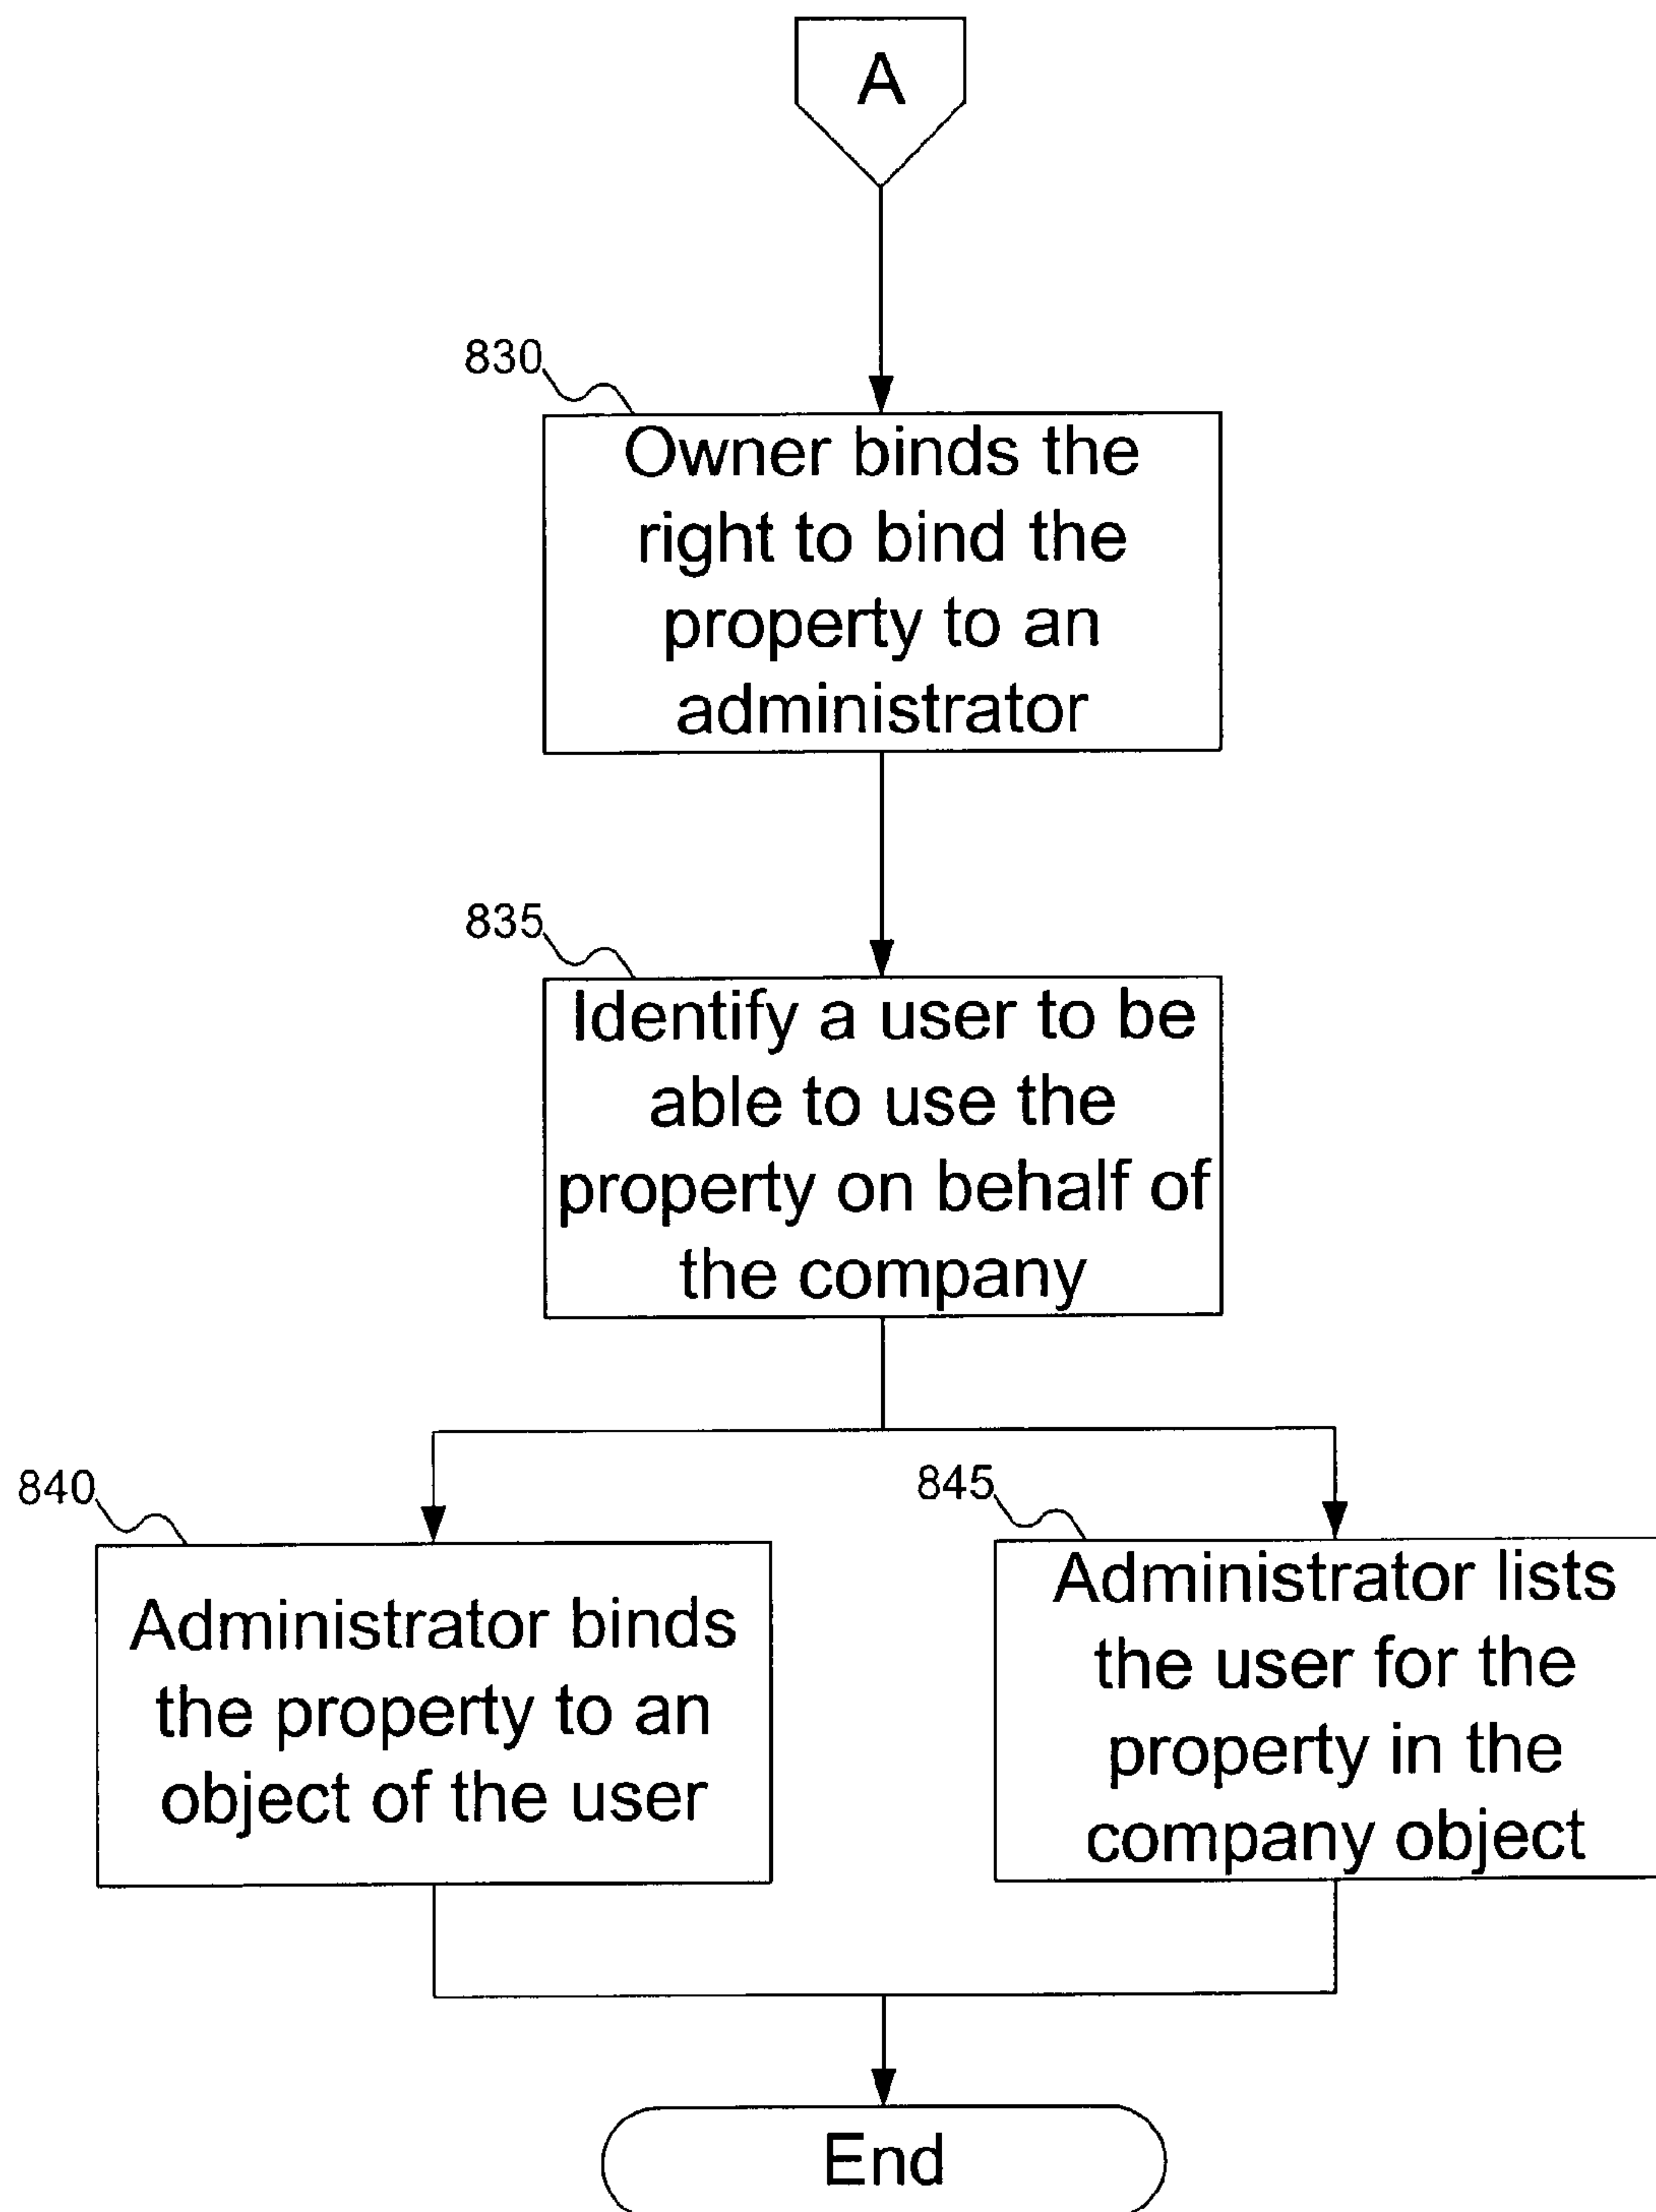 A
830
Owner binds the
right to bind the
property to an
administrator
835
Identify a user to be
able to use the
property on behalf of
the company
840
Administrator binds
the property to an
object of the user
845
Administrator lists
the user for the
property in the
company object
End